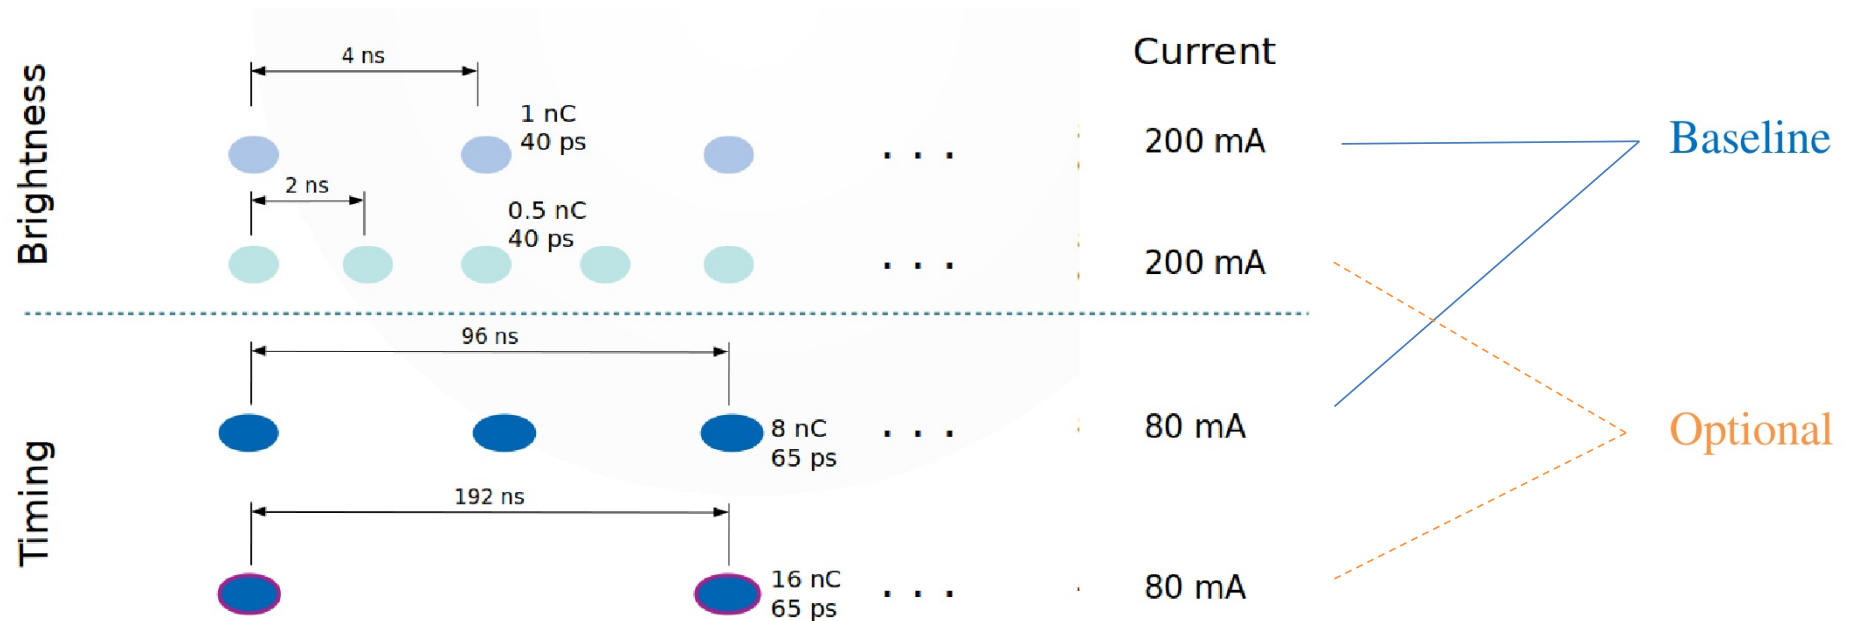 Current
Brightness
4 ns
1 nC
40 ps
. . .
200 mA
Baseline
2 ns
0.5 nC
40 ps
. . .
200 mA
Timing
96 ns
8 nC
65 ps
. . .
80 mA
Optional
192 ns
16 nC
65 ps
. . .
80 mA